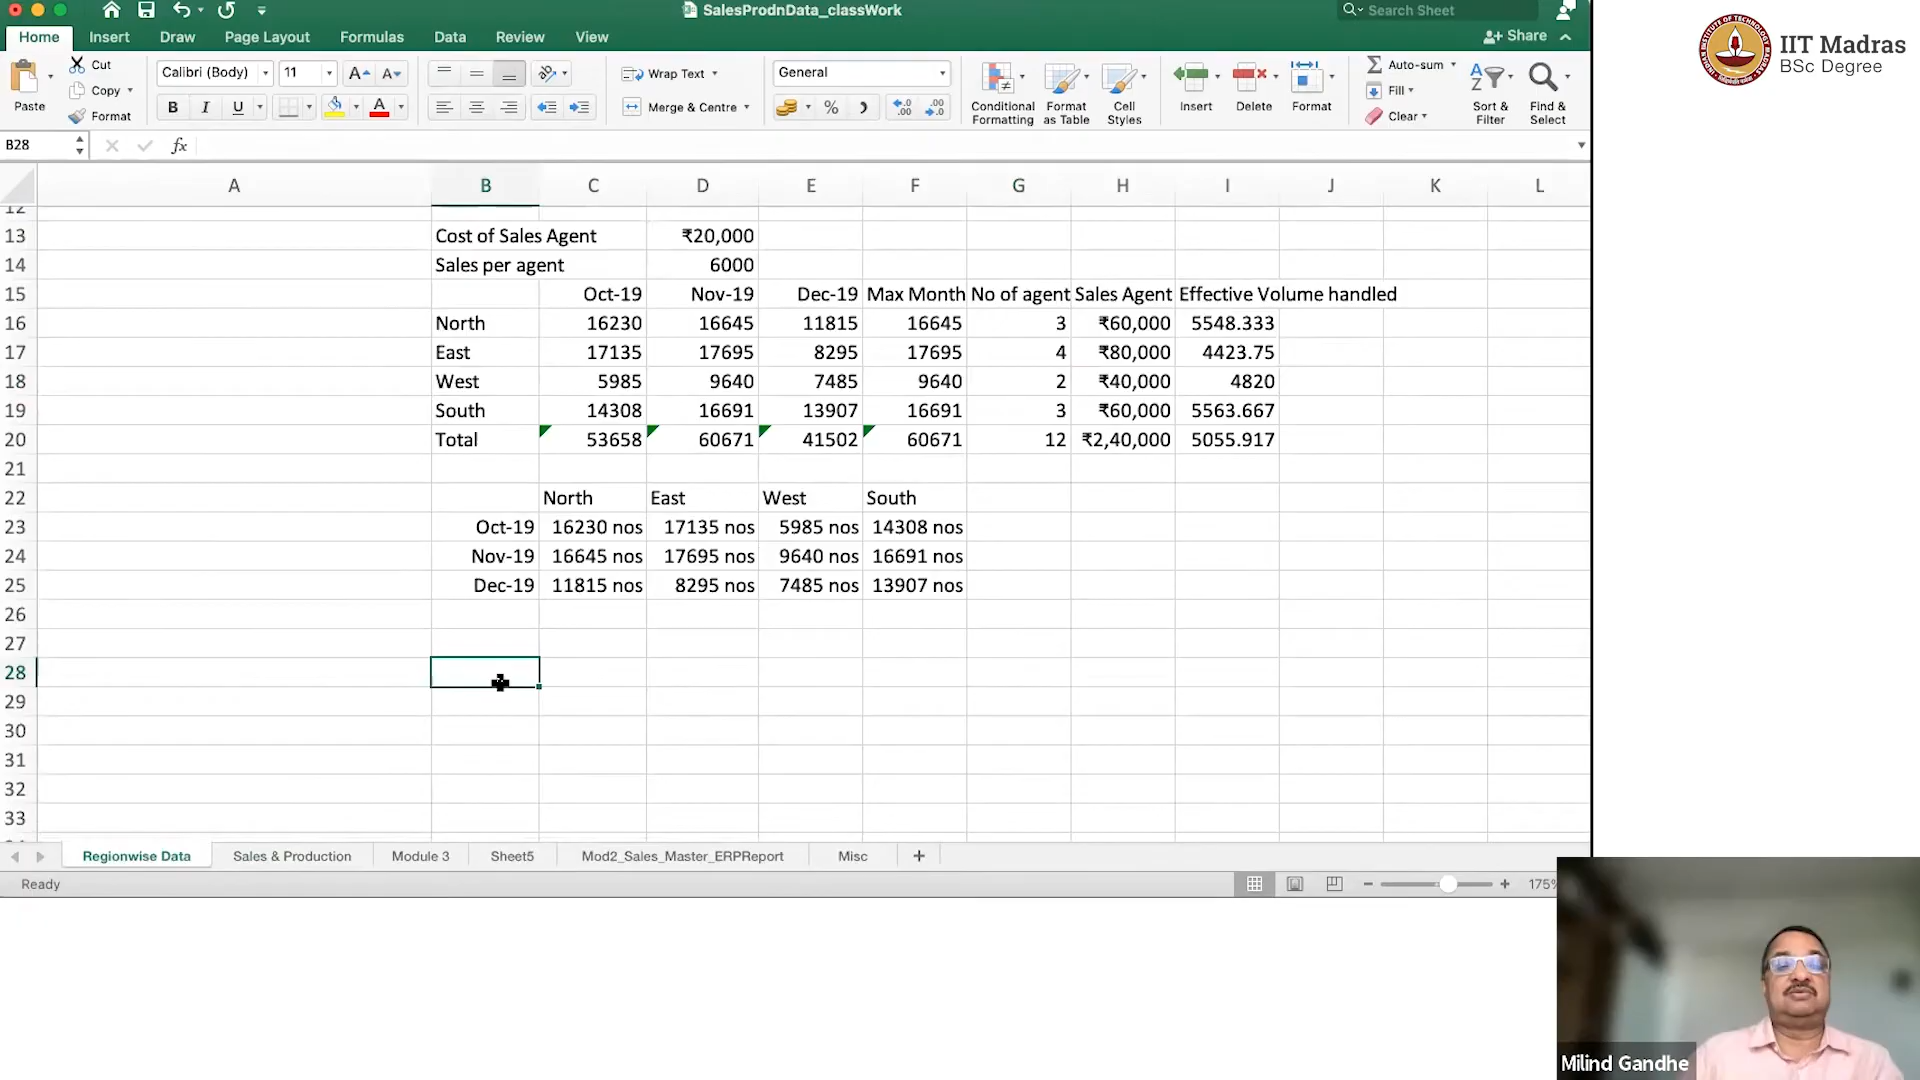 SalesProdnData_classWork
Search Sheet
Home Insert Draw Page Layout Formulas Data Review View
Share
Paste
Cut
Copy
Format
Calibri (Body) 11
B I U
Wrap Text
Merge & Centre
General
%
Conditional Formatting
Format as Table
Cell Styles
Insert
Delete
Format
Auto-sum
Fill
Clear
Sort & Filter
Find & Select
B28 fx
A B C D E F G H I J K L
12
13 Cost of Sales Agent ₹20,000
14 Sales per agent 6000
15 Oct-19 Nov-19 Dec-19 Max Month No of agent Sales Agent Effective Volume handled
16 North 16230 16645 11815 16645 3 ₹60,000 5548.333
17 East 17135 17695 8295 17695 4 ₹80,000 4423.75
18 West 5985 9640 7485 9640 2 ₹40,000 4820
19 South 14308 16691 13907 16691 3 ₹60,000 5563.667
20 Total 53658 60671 41502 60671 12 ₹2,40,000 5055.917
21
22 North East West South
23 Oct-19 16230 nos 17135 nos 5985 nos 14308 nos
24 Nov-19 16645 nos 17695 nos 9640 nos 16691 nos
25 Dec-19 11815 nos 8295 nos 7485 nos 13907 nos
26
27
28
29
30
31
32
33
Regionwise Data Sales & Production Module 3 Sheet5 Mod2_Sales_Master_ERPReport Misc +
Ready
175%
IIT Madras
BSc Degree
Milind Gandhe